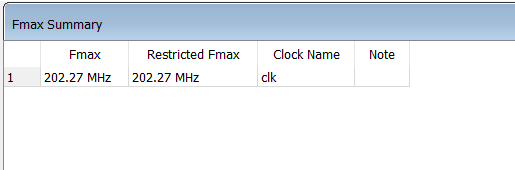 Fmax Summary
Fmax Restricted Fmax Clock Name Note
1 202.27 MHz 202.27 MHz clk